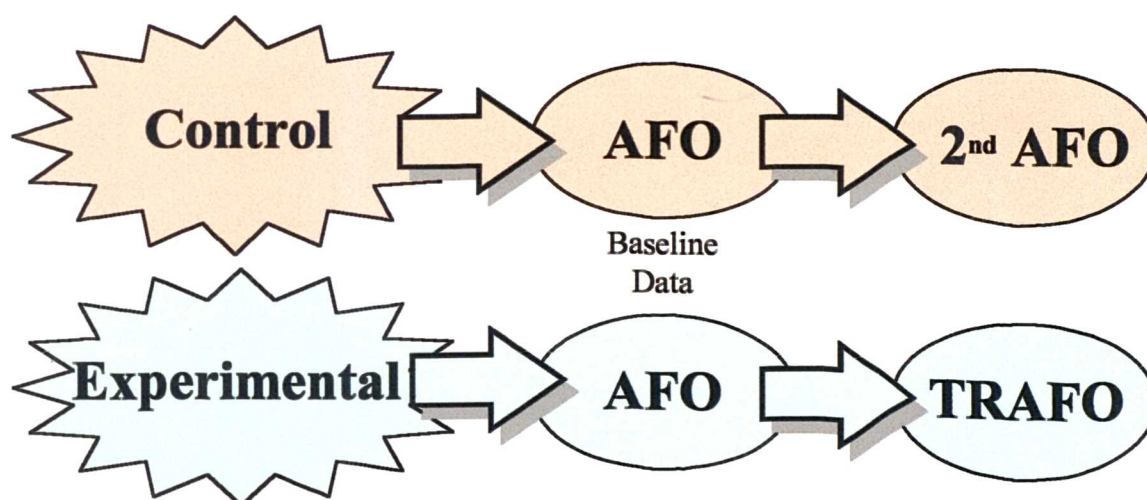 Control
AFO
2nd AFO
Baseline
Data
Experimental
AFO
TRAFO